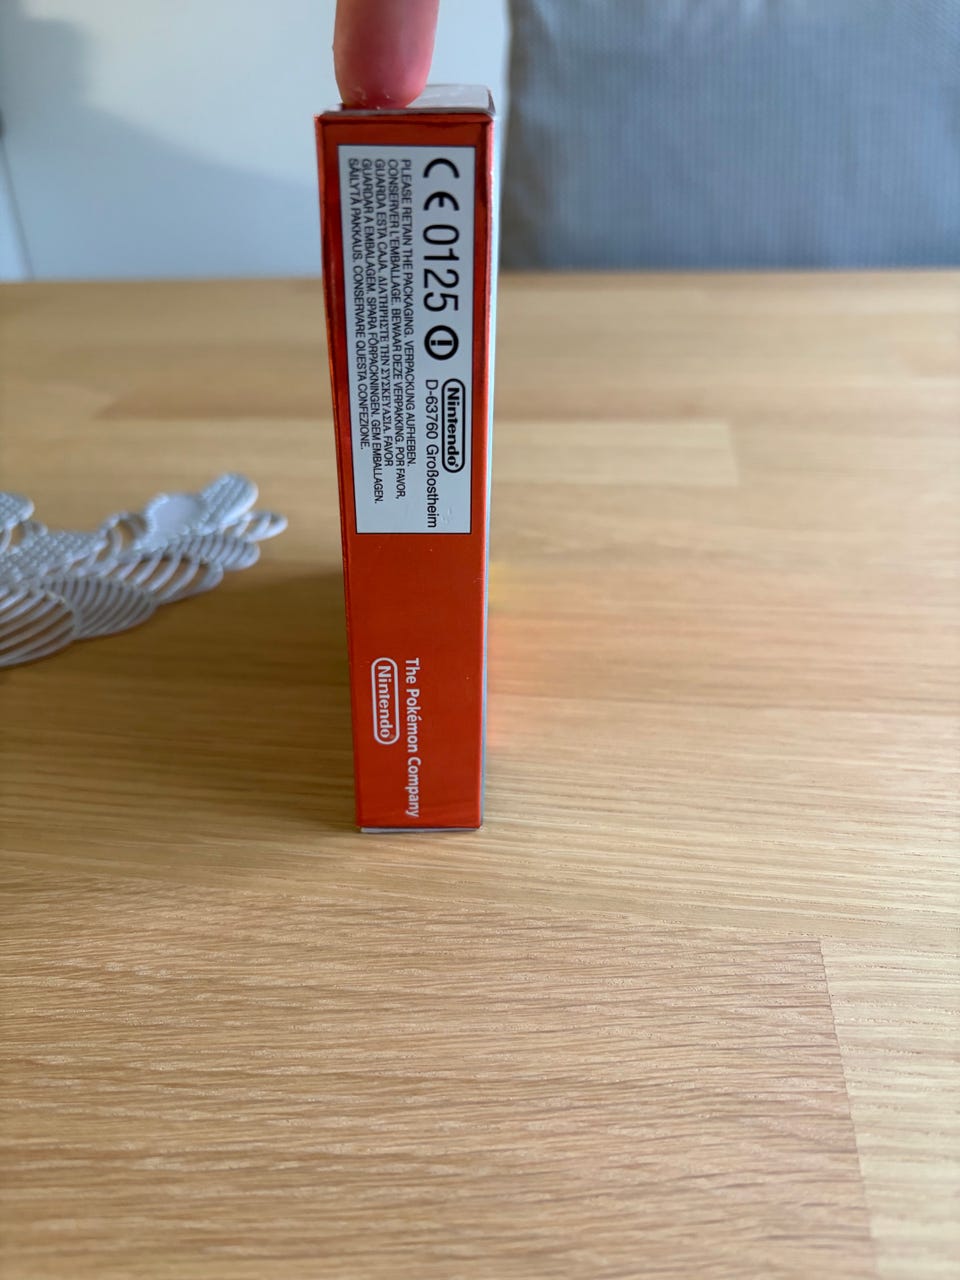 CE 0125
Nintendo®
D-63760 Großostheim
PLEASE RETAIN THE PACKAGING. VERPACKUNG AUFHEBEN.
CONSERVER L'EMBALLAGE. BEWAAR DEZE VERPAKKING. POR FAVOR,
GUARDA ESTA CAJA. ΔΙΑΤΗΡΗΣΤΕ ΤΗΝ ΣΥΣΚΕΥΑΣΙΑ. FAVOR
GUARDAR A EMBALAGEM. SPARA FÖRPACKNINGEN. GEM EMBALLAGEN.
SÄILYTÄ PAKKAUS. CONSERVARE QUESTA CONFEZIONE.
The Pokémon Company
Nintendo®